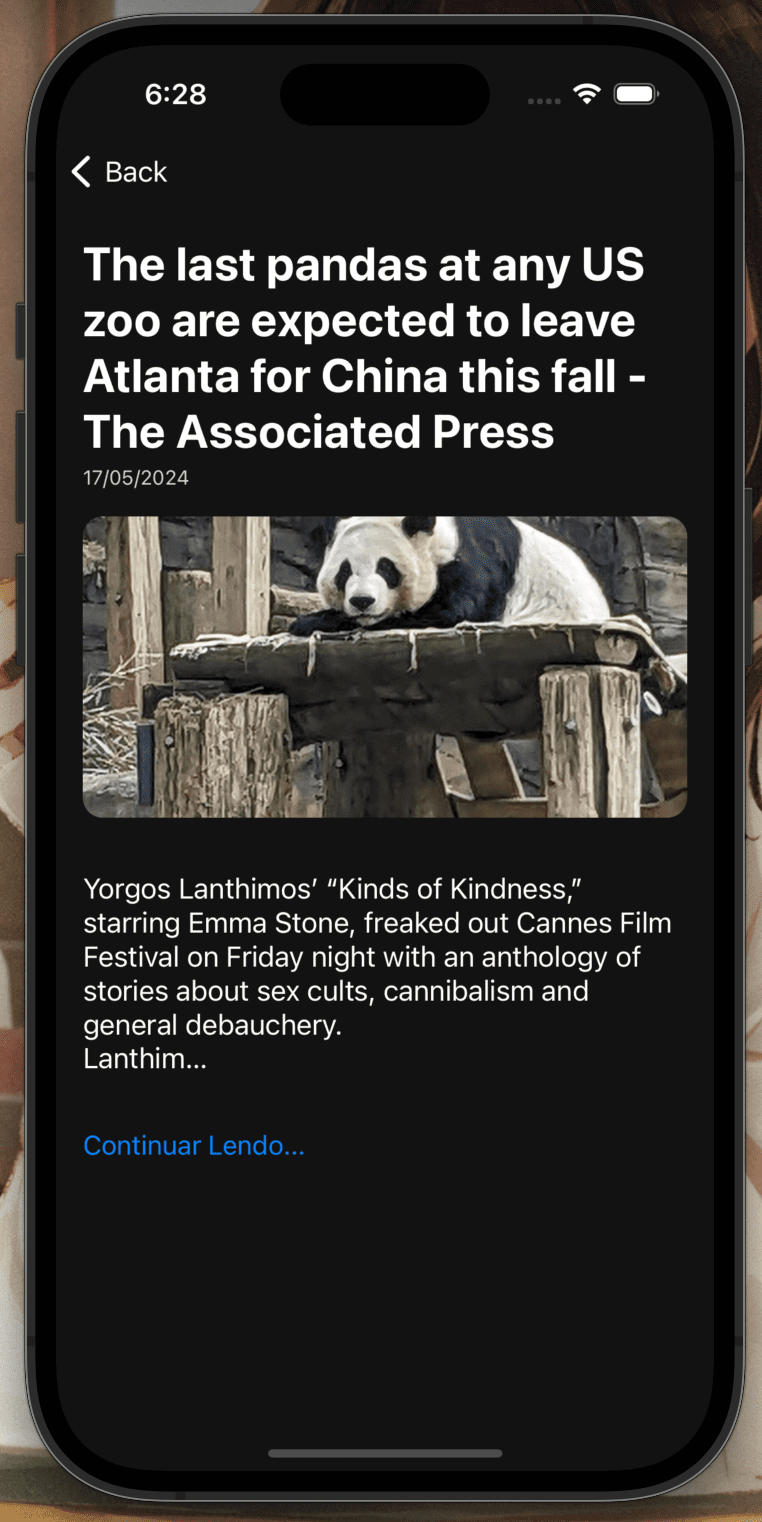 6:28
Back
The last pandas at any US
zoo are expected to leave
Atlanta for China this fall -
The Associated Press
17/05/2024
Yorgos Lanthimos’ “Kinds of Kindness,”
starring Emma Stone, freaked out Cannes Film
Festival on Friday night with an anthology of
stories about sex cults, cannibalism and
general debauchery.
Lanthim...
Continuar Lendo...